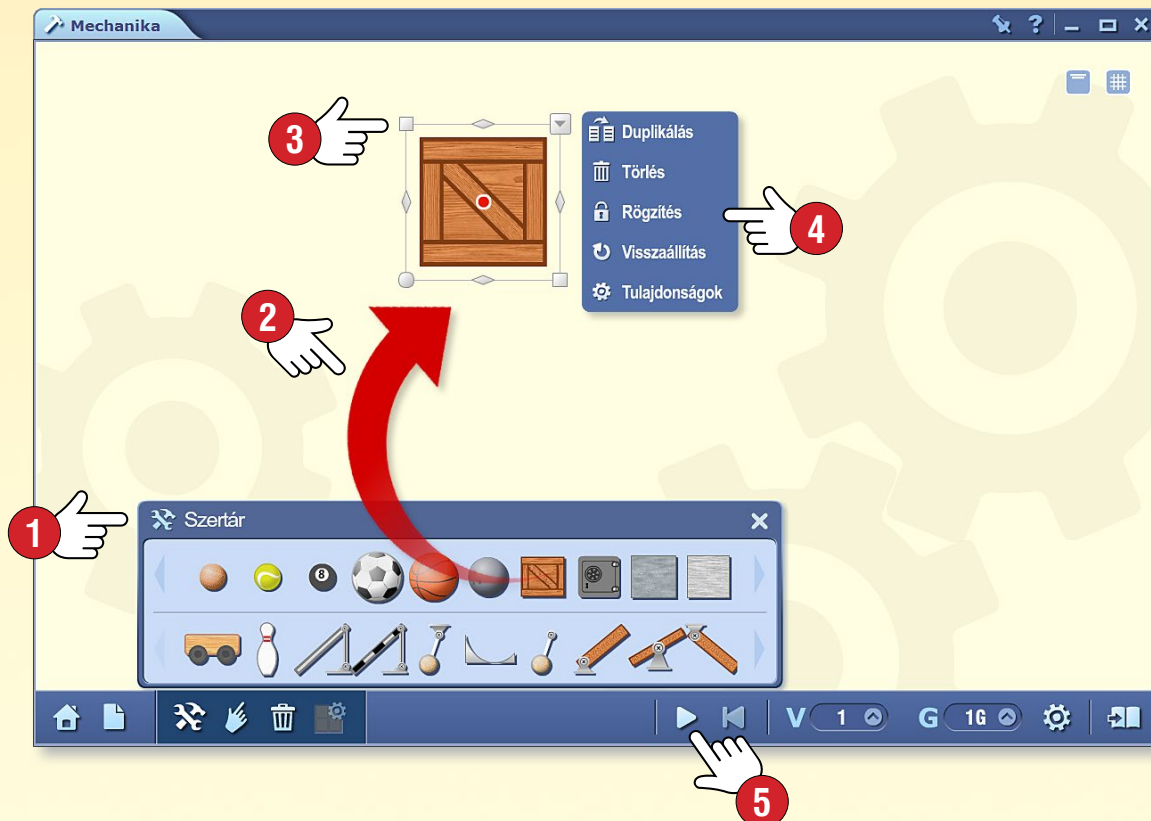 Mechanika
?
3
Duplikálás
Törlés
Rögzítés
4
Visszaállítás
Tulajdonságok
2
1
Szertár
8
V 1 G 1G
5